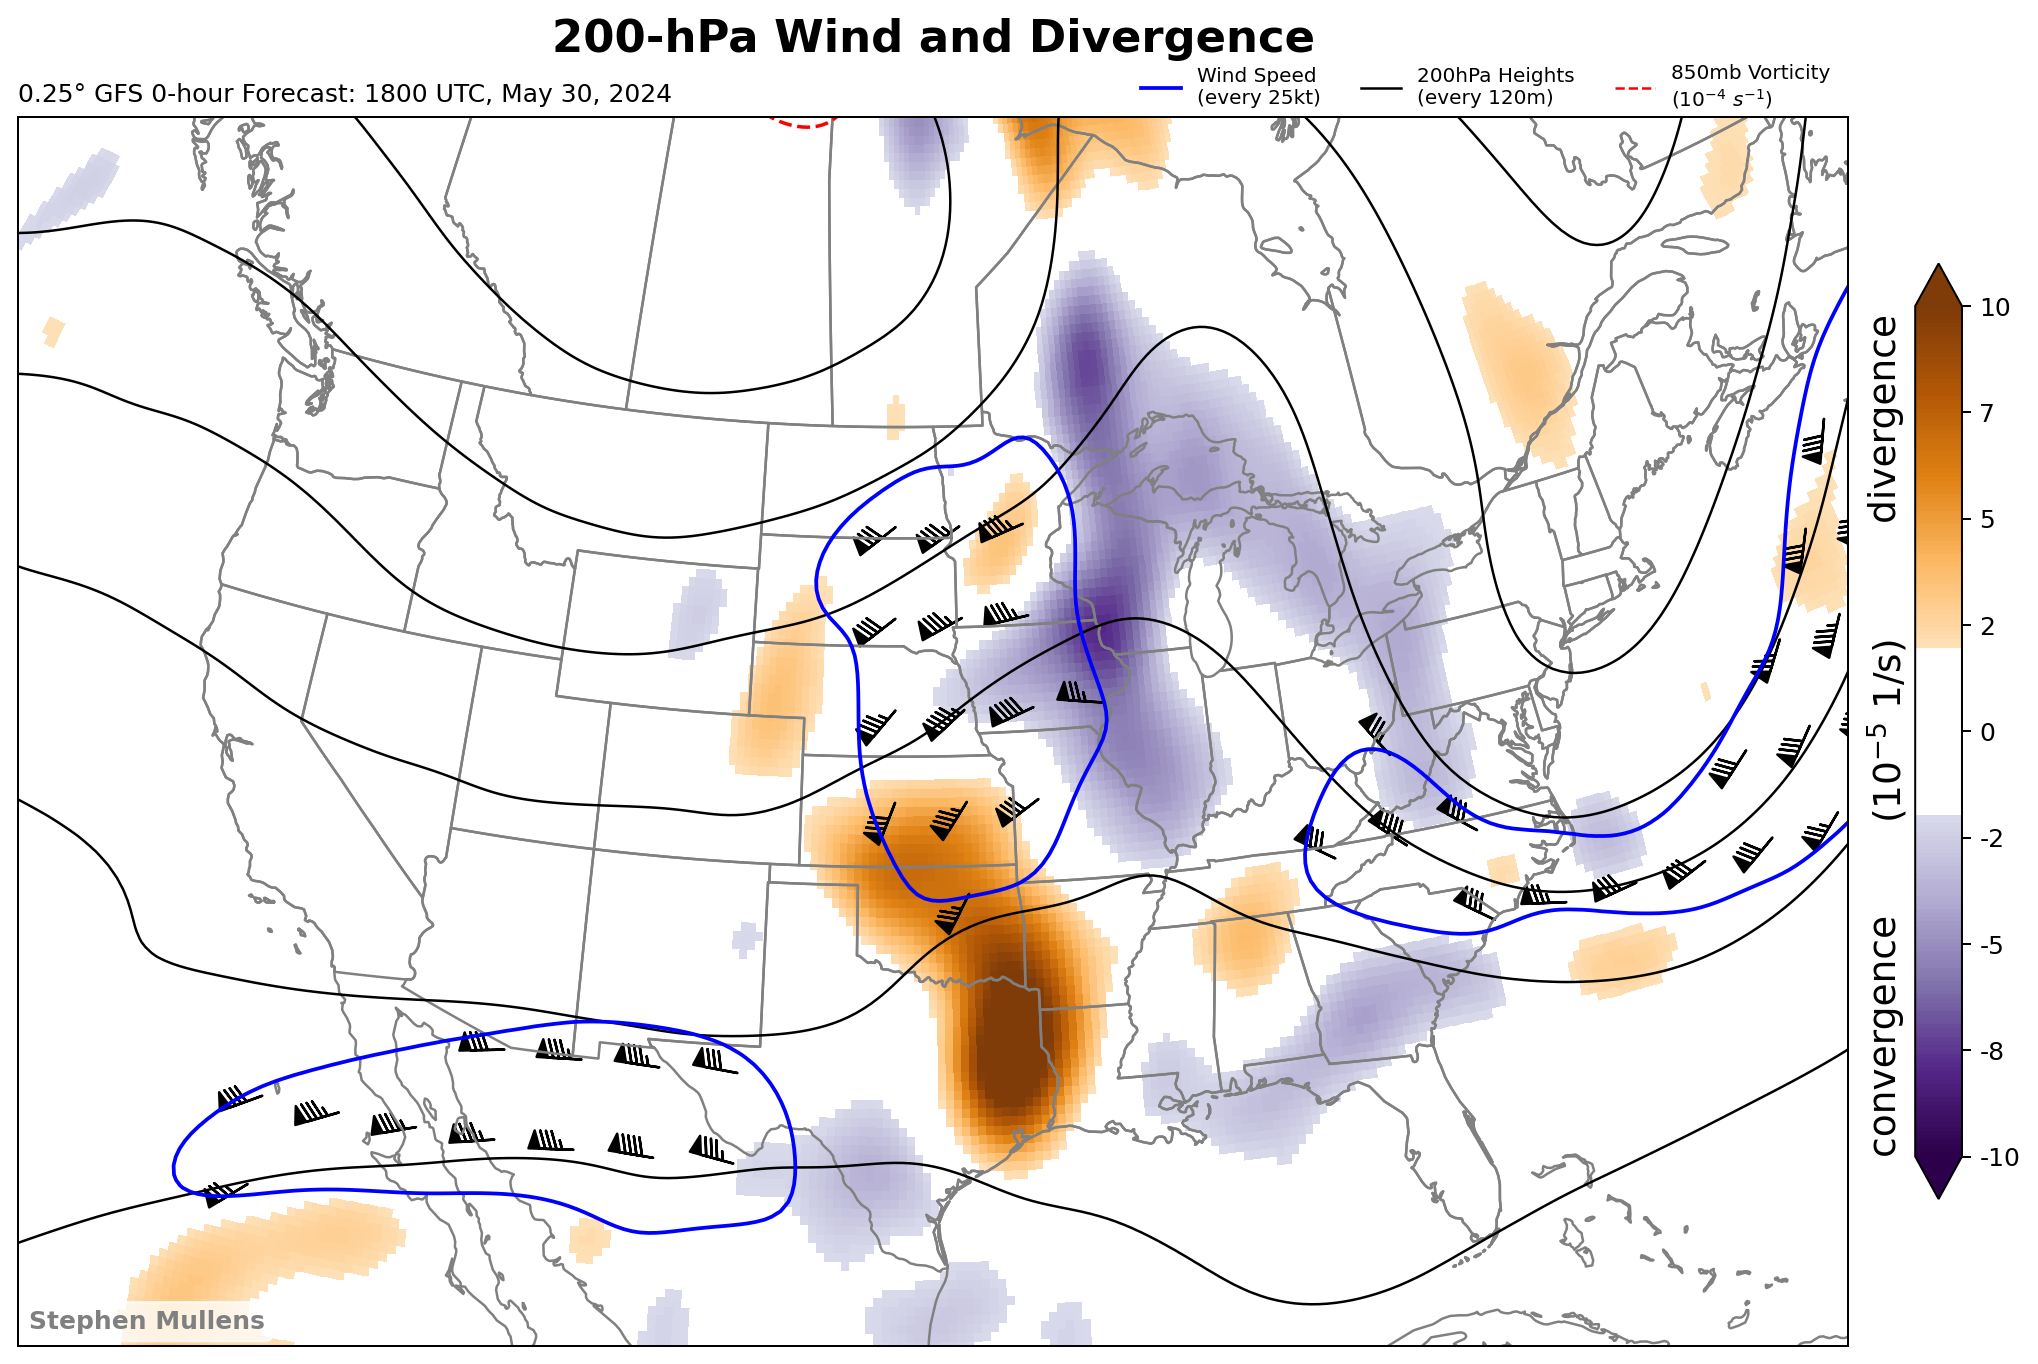 200-hPa Wind and Divergence
0.25° GFS 0-hour Forecast: 1800 UTC, May 30, 2024
Wind Speed
(every 25kt)
200hPa Heights
(every 120m)
850mb Vorticity
(10⁻⁴ s⁻¹)
10
7
5
2
0
-2
-5
-8
-10
convergence (10⁻⁵ 1/s) divergence
Stephen Mullens